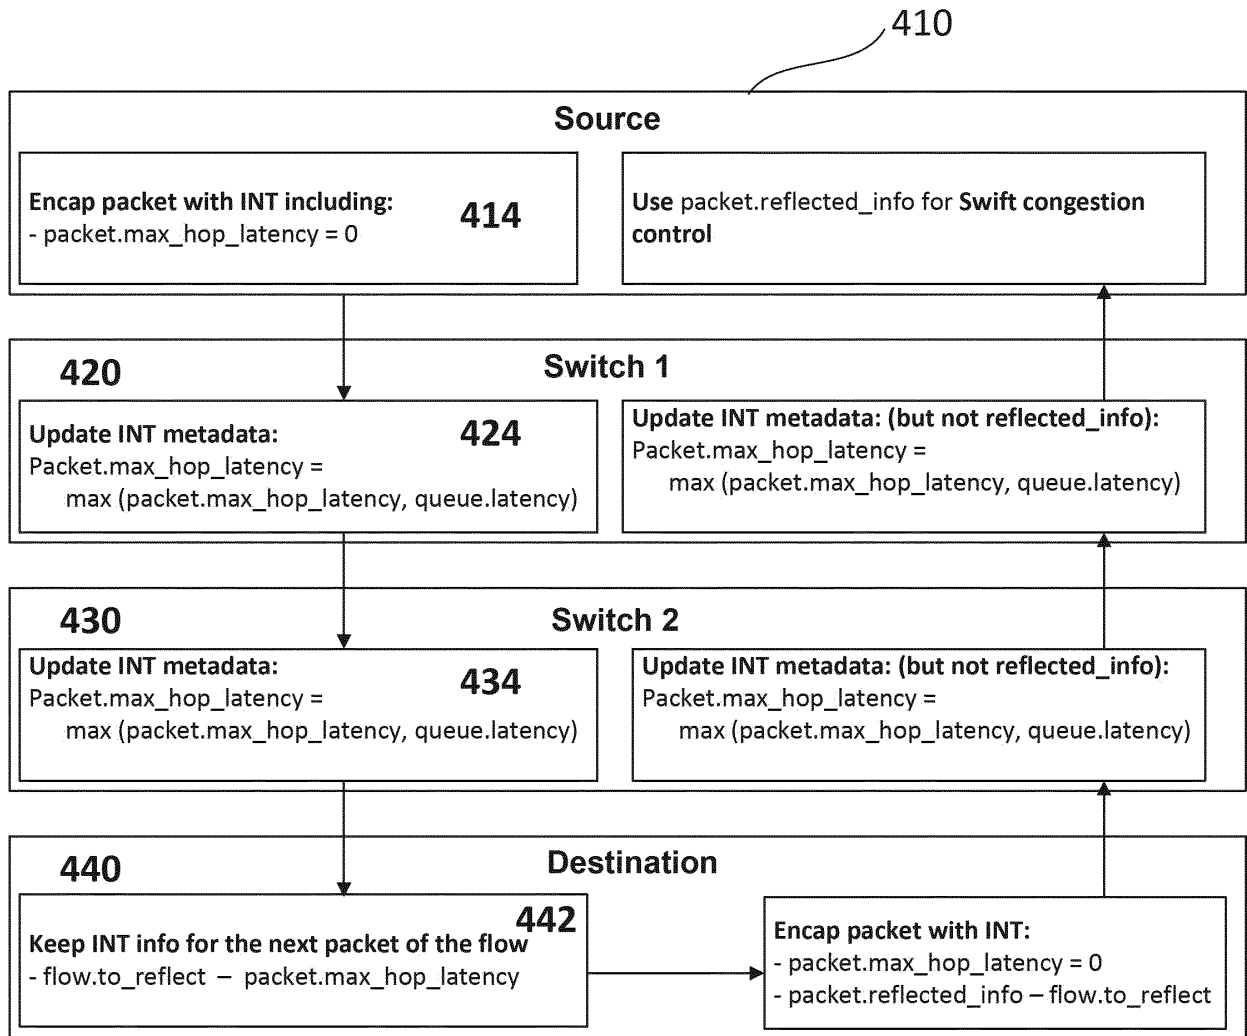 410
Source
Encap packet with INT including:
- packet.max_hop_latency = 0
414
Use packet.reflected_info for Swift congestion
control
420
Switch 1
Update INT metadata:
424
Packet.max_hop_latency =
max (packet.max_hop_latency, queue.latency)
Update INT metadata: (but not reflected_info):
Packet.max_hop_latency =
max (packet.max_hop_latency, queue.latency)
430
Switch 2
Update INT metadata:
434
Packet.max_hop_latency =
max (packet.max_hop_latency, queue.latency)
Update INT metadata: (but not reflected_info):
Packet.max_hop_latency =
max (packet.max_hop_latency, queue.latency)
440
Destination
442
Keep INT info for the next packet of the flow
- flow.to_reflect – packet.max_hop_latency
Encap packet with INT:
- packet.max_hop_latency = 0
- packet.reflected_info – flow.to_reflect